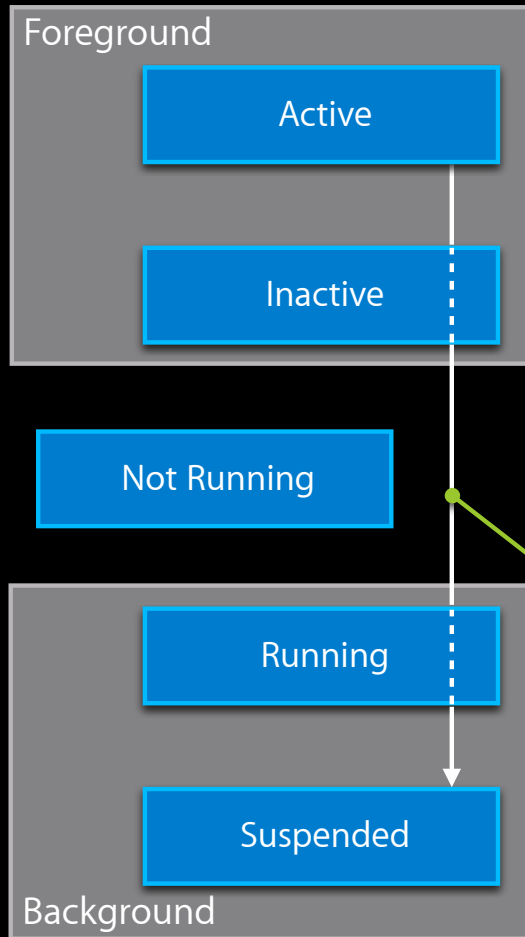 Foreground
Active
Inactive
Not Running
Running
Suspended
Background